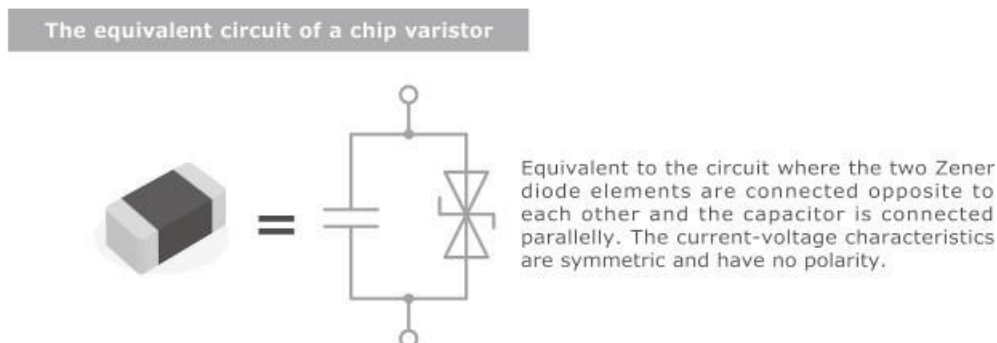 The equivalent circuit of a chip varistor
Equivalent to the circuit where the two Zener
diode elements are connected opposite to
each other and the capacitor is connected
parallelly. The current-voltage characteristics
are symmetric and have no polarity.